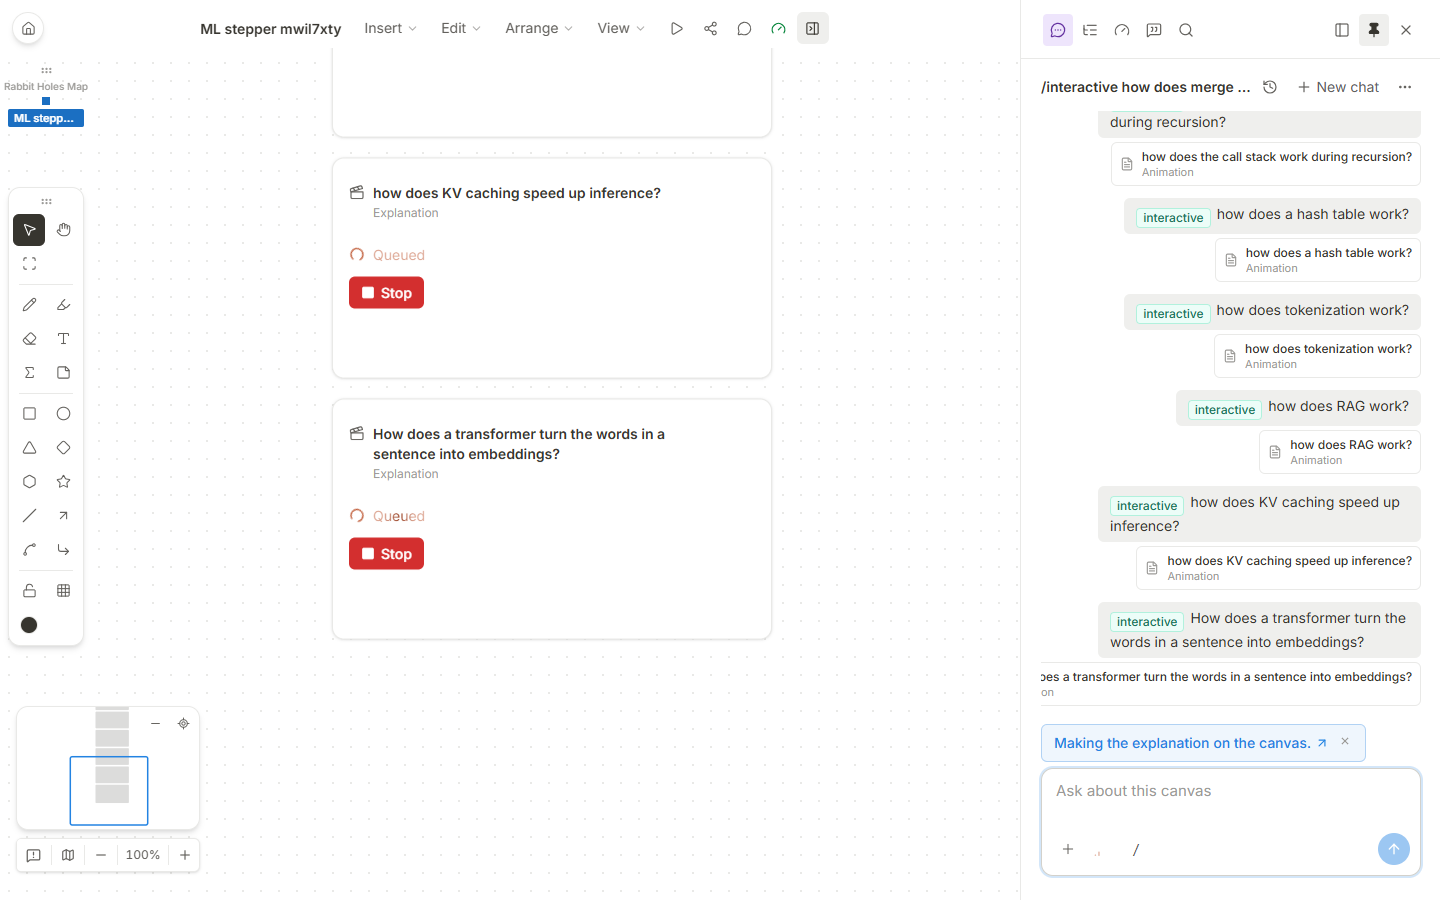 ML stepper mwil7xty
Insert
Edit
Arrange
View
Rabbit Holes Map
ML stepp...
how does KV caching speed up inference?
Explanation
Queued
Stop
How does a transformer turn the words in a
sentence into embeddings?
Explanation
Queued
Stop
100%
/interactive how does merge ...
New chat
during recursion?
how does the call stack work during recursion?
Animation
interactive how does a hash table work?
how does a hash table work?
Animation
interactive how does tokenization work?
how does tokenization work?
Animation
interactive how does RAG work?
how does RAG work?
Animation
interactive how does KV caching speed up
inference?
how does KV caching speed up inference?
Animation
interactive How does a transformer turn the
words in a sentence into embeddings?
oes a transformer turn the words in a sentence into embeddings?
on
Making the explanation on the canvas.
Ask about this canvas
/